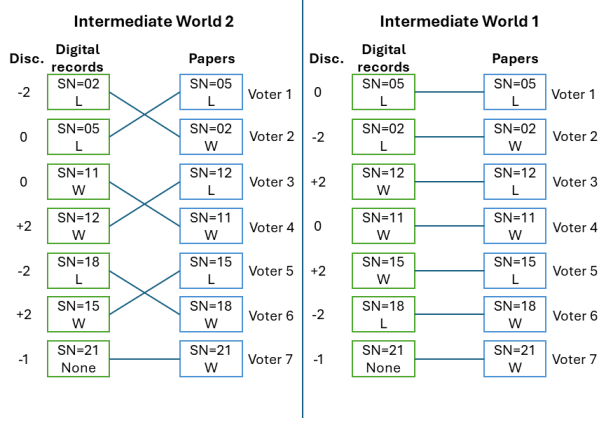 Intermediate World 2
Disc. Digital records Papers
-2 SN=02 L SN=05 L Voter 1
0 SN=05 L SN=02 W Voter 2
0 SN=11 W SN=12 L Voter 3
+2 SN=12 W SN=11 W Voter 4
-2 SN=18 L SN=15 L Voter 5
+2 SN=15 W SN=18 W Voter 6
-1 SN=21 None SN=21 W Voter 7
Intermediate World 1
Disc. Digital records Papers
0 SN=05 L SN=05 L Voter 1
-2 SN=02 L SN=02 W Voter 2
+2 SN=12 W SN=12 L Voter 3
0 SN=11 W SN=11 W Voter 4
+2 SN=15 W SN=15 L Voter 5
-2 SN=18 L SN=18 W Voter 6
-1 SN=21 None SN=21 W Voter 7